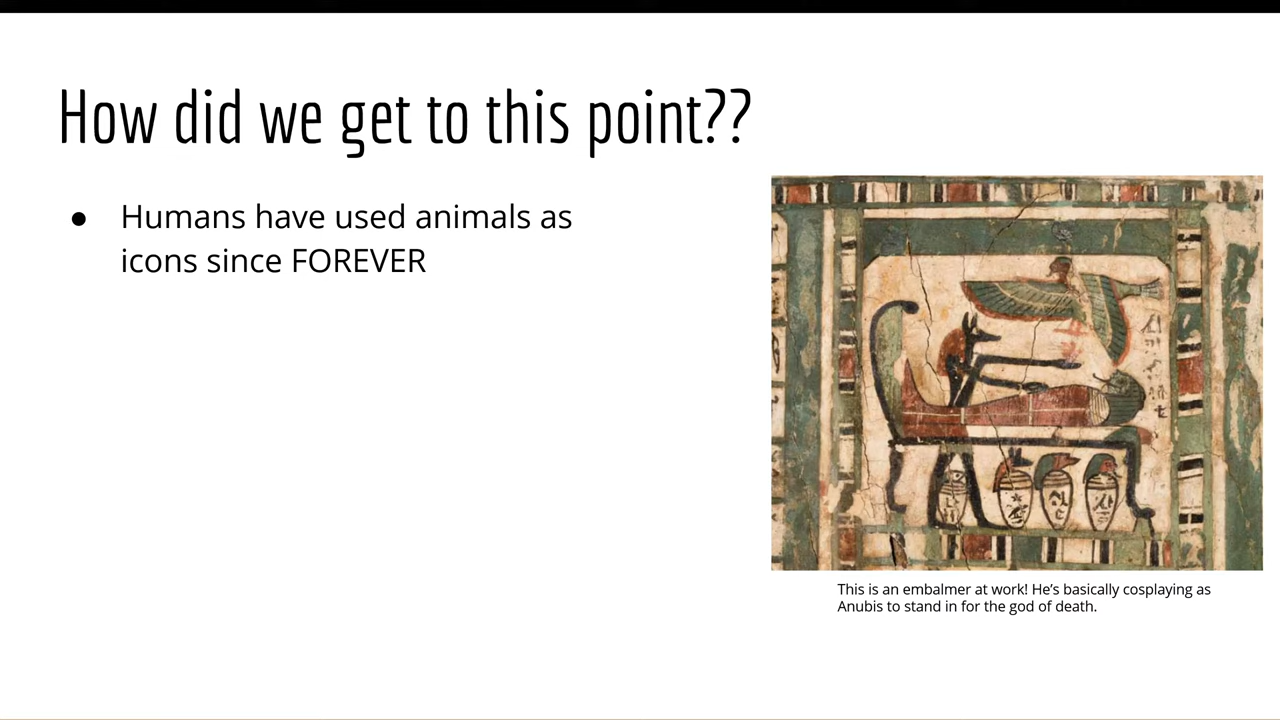 How did we get to this point??
● Humans have used animals as
icons since FOREVER
This is an embalmer at work! He's basically cosplaying as
Anubis to stand in for the god of death.